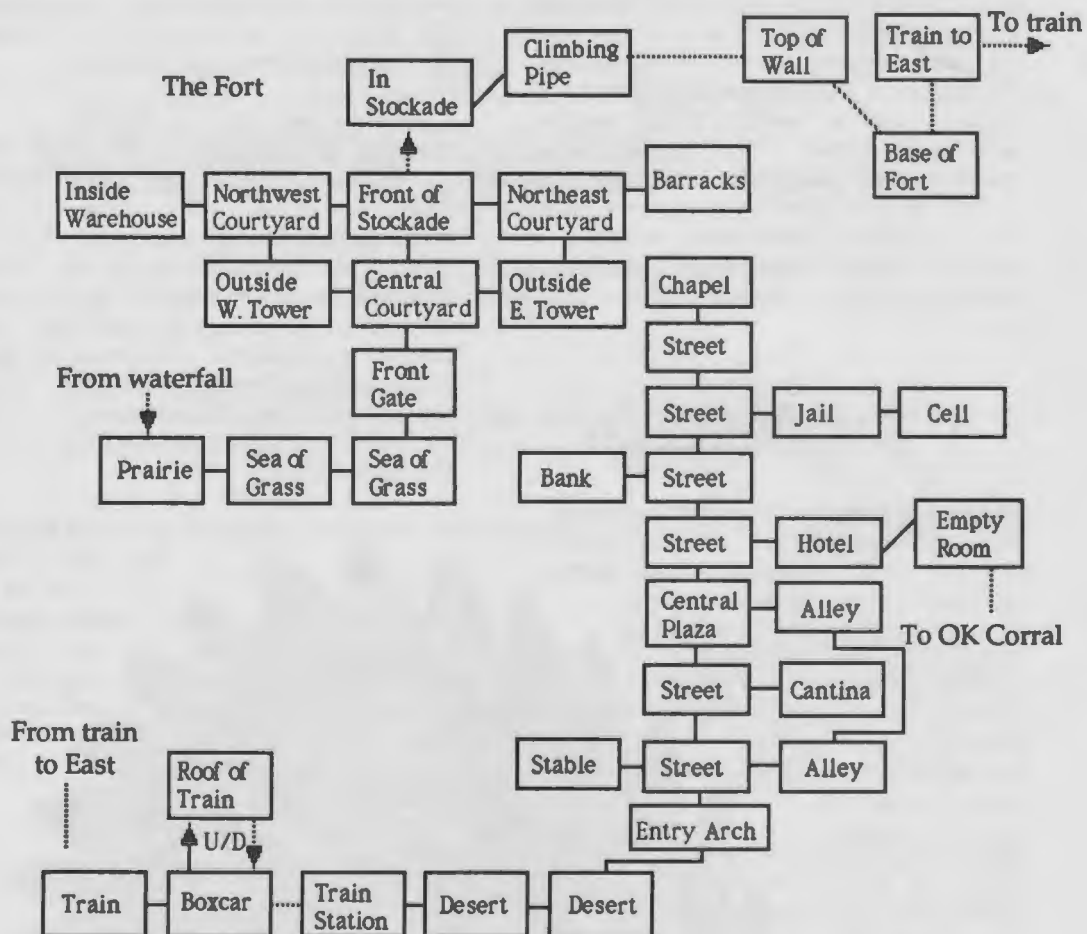 To train
Climbing
Pipe
Top of
Wall
Train to
East
The Fort
In
Stockade
Base of
Fort
Inside
Warehouse
Northwest
Courtyard
Front of
Stockade
Northeast
Courtyard
Barracks
Outside
W. Tower
Central
Courtyard
Outside
E. Tower
Chapel
Street
From waterfall
Front
Gate
Street
Jail
Cell
Prairie
Sea of
Grass
Sea of
Grass
Bank
Street
Street
Hotel
Empty
Room
Central
Plaza
Alley
To OK Corral
Street
Cantina
From train
to East
Roof of
Train
Stable
Street
Alley
U/D
Entry Arch
Train
Boxcar
Train
Station
Desert
Desert